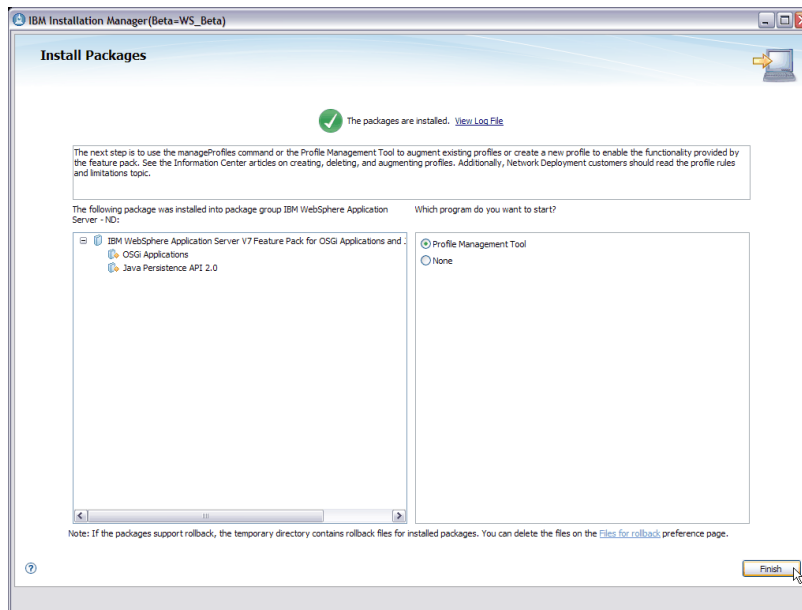 IBM Installation Manager(Beta=WS_Beta)
Install Packages
The packages are installed. View Log File
The next step is to use the manageProfiles command or the Profile Management Tool to augment existing profiles or create a new profile to enable the functionality provided by
the feature pack. See the Information Center articles on creating, deleting, and augmenting profiles. Additionally, Network Deployment customers should read the profile rules
and limitations topic.
The following package was installed into package group IBM WebSphere Application
Server - ND:
IBM WebSphere Application Server V7 Feature Pack for OSGi Applications and
OSGi Applications
Java Persistence API 2.0
Which program do you want to start?
Profile Management Tool
None
Note: If the packages support rollback, the temporary directory contains rollback files for installed packages. You can delete the files on the Files for rollback preference page.
Finish